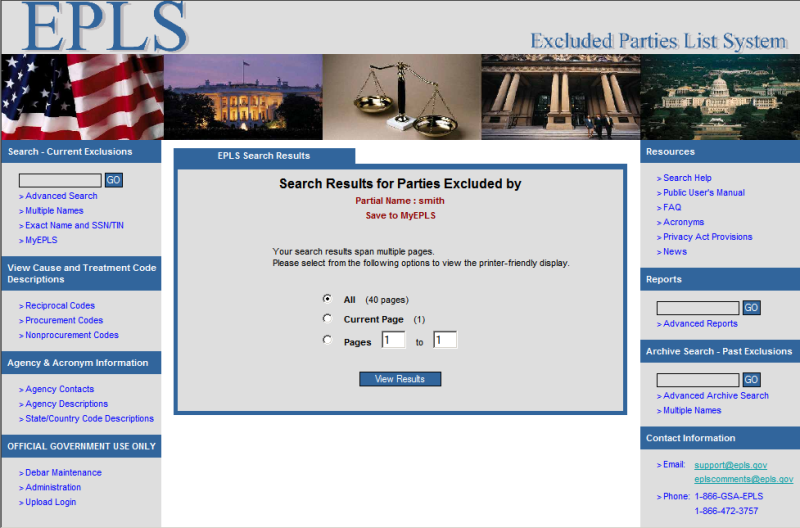 EPLS
Excluded Parties List System
Search - Current Exclusions
GO
> Advanced Search
> Multiple Names
> Exact Name and SSN/TIN
> MyEPLS
View Cause and Treatment Code
Descriptions
> Reciprocal Codes
> Procurement Codes
> Nonprocurement Codes
Agency & Acronym Information
> Agency Contacts
> Agency Descriptions
> State/Country Code Descriptions
OFFICIAL GOVERNMENT USE ONLY
> Debar Maintenance
> Administration
> Upload Login
EPLS Search Results
Search Results for Parties Excluded by
Partial Name : smith
Save to MyEPLS
Your search results span multiple pages.
Please select from the following options to view the printer-friendly display.
All (40 pages)
Current Page (1)
Pages 1 to 1
View Results
Resources
> Search Help
> Public User's Manual
> FAQ
> Acronyms
> Privacy Act Provisions
> News
Reports
GO
> Advanced Reports
Archive Search - Past Exclusions
GO
> Advanced Archive Search
> Multiple Names
Contact Information
> Email: support@epls.gov
eplscomments@epls.gov
> Phone: 1-866-GSA-EPLS
1-866-472-3757